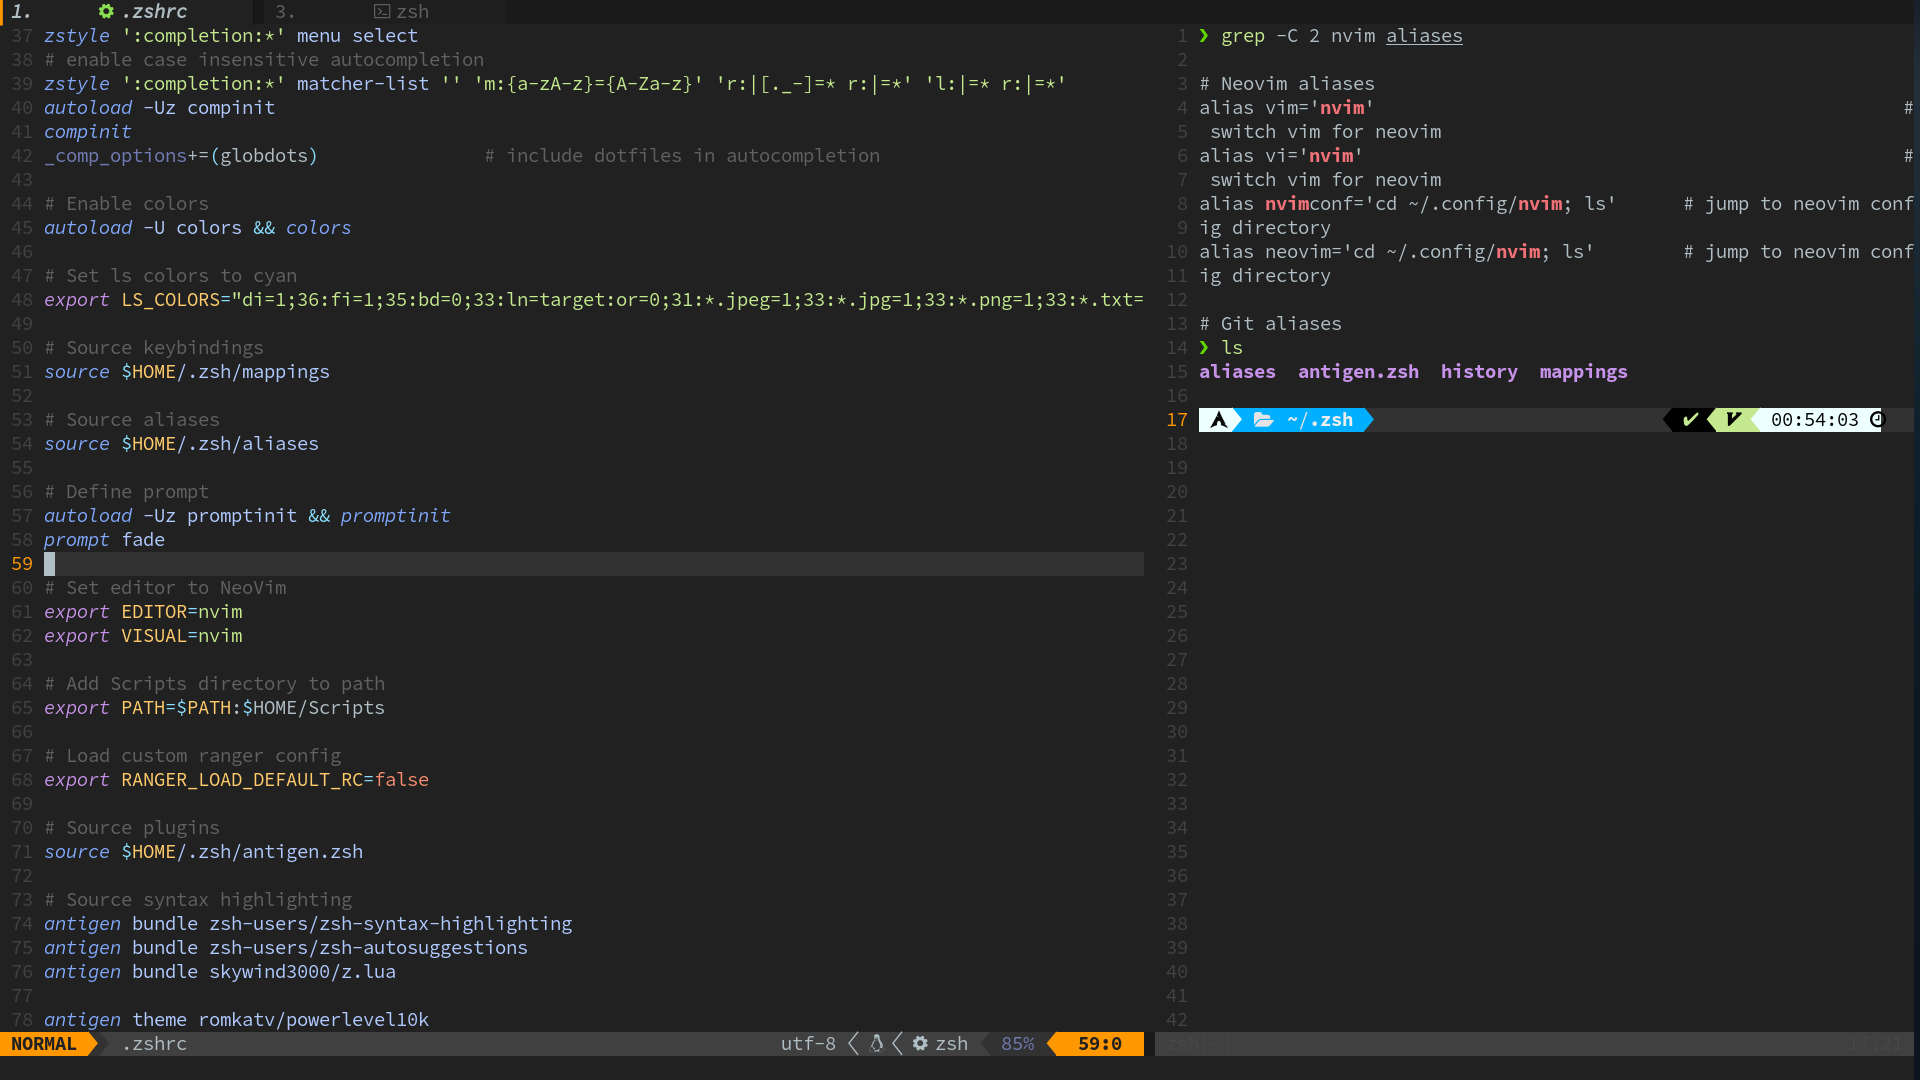 1. .zshrc 3. zsh
37 zstyle ':completion:*' menu select
38 # enable case insensitive autocompletion
39 zstyle ':completion:*' matcher-list '' 'm:{a-zA-z}={A-Za-z}' 'r:|[._-]=* r:|=*' 'l:|=* r:|=*'
40 autoload -Uz compinit
41 compinit
42 _comp_options+=(globdots) # include dotfiles in autocompletion
43
44 # Enable colors
45 autoload -U colors && colors
46
47 # Set ls colors to cyan
48 export LS_COLORS="di=1;36:fi=1;35:bd=0;33:ln=target:or=0;31:*.jpeg=1;33:*.jpg=1;33:*.png=1;33:*.txt=
49
50 # Source keybindings
51 source $HOME/.zsh/mappings
52
53 # Source aliases
54 source $HOME/.zsh/aliases
55
56 # Define prompt
57 autoload -Uz promptinit && promptinit
58 prompt fade
59
60 # Set editor to NeoVim
61 export EDITOR=nvim
62 export VISUAL=nvim
63
64 # Add Scripts directory to path
65 export PATH=$PATH:$HOME/Scripts
66
67 # Load custom ranger config
68 export RANGER_LOAD_DEFAULT_RC=false
69
70 # Source plugins
71 source $HOME/.zsh/antigen.zsh
72
73 # Source syntax highlighting
74 antigen bundle zsh-users/zsh-syntax-highlighting
75 antigen bundle zsh-users/zsh-autosuggestions
76 antigen bundle skywind3000/z.lua
77
78 antigen theme romkatv/powerlevel10k
NORMAL .zshrc utf-8 zsh 85% 59:0
1 ❯ grep -C 2 nvim aliases
2
3 # Neovim aliases
4 alias vim='nvim' #
5 switch vim for neovim
6 alias vi='nvim' #
7 switch vim for neovim
8 alias nvimconf='cd ~/.config/nvim; ls' # jump to neovim conf
9 ig directory
10 alias neovim='cd ~/.config/nvim; ls' # jump to neovim conf
11 ig directory
12
13 # Git aliases
14 ❯ ls
15 aliases antigen.zsh history mappings
16
17 ~/.zsh ✔ V 00:54:03
18
19
20
21
22
23
24
25
26
27
28
29
30
31
32
33
34
35
36
37
38
39
40
41
42
zsh[-] 17:21